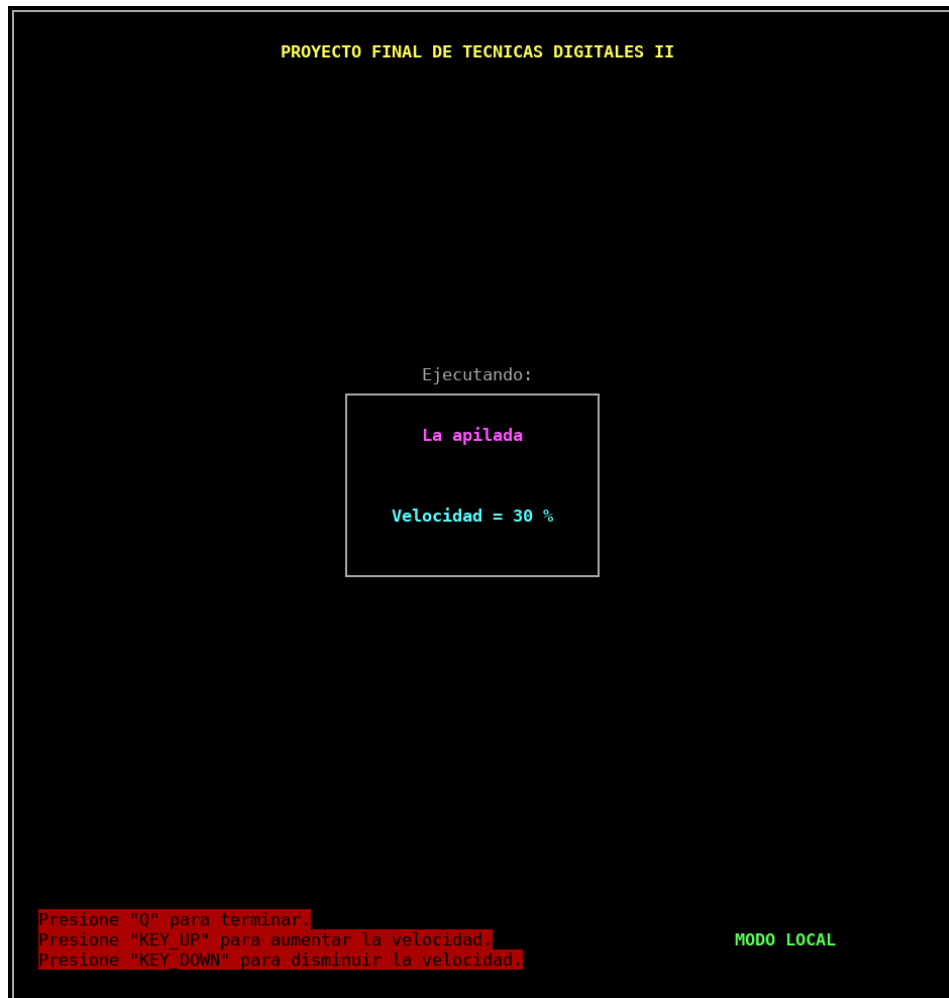 PROYECTO FINAL DE TECNICAS DIGITALES II
Ejecutando:
La apilada
Velocidad = 30 %
Presione "Q" para terminar.
Presione "KEY_UP" para aumentar la velocidad.
MODO LOCAL
Presione "KEY_DOWN" para disminuir la velocidad.